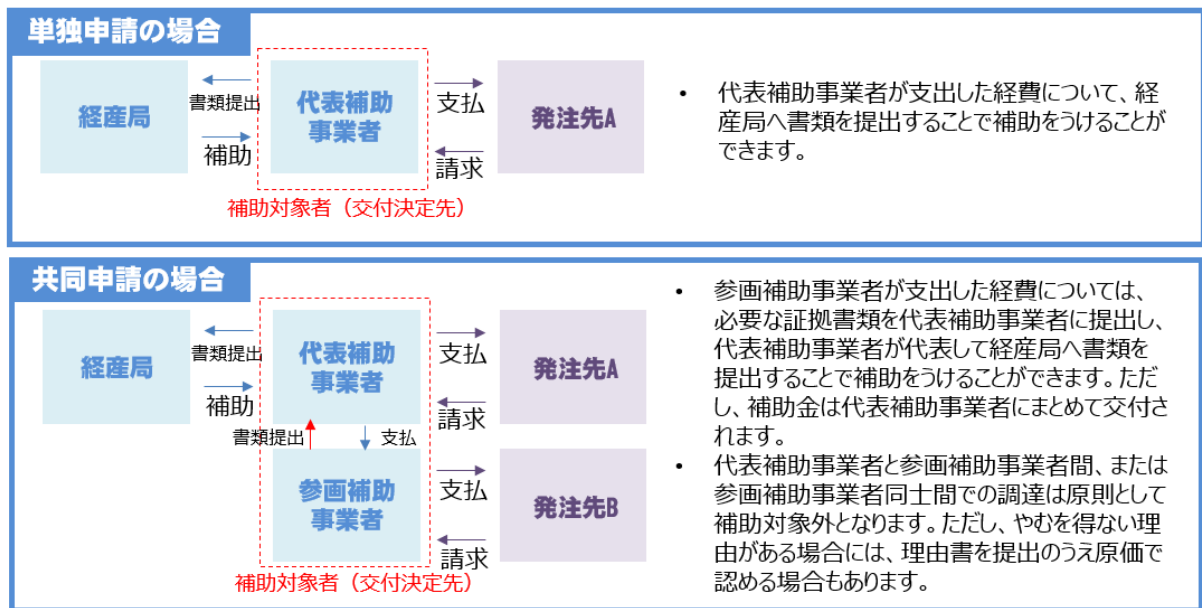 単独申請の場合
経産局
書類提出
補助
代表補助
事業者
支払
請求
発注先A
補助対象者（交付決定先）
• 代表補助事業者が支出した経費について、経
産局へ書類を提出することで補助をうけることが
できます。
共同申請の場合
経産局
書類提出
補助
代表補助
事業者
支払
請求
発注先A
書類提出
支払
参画補助
事業者
支払
請求
発注先B
補助対象者（交付決定先）
• 参画補助事業者が支出した経費については、
必要な証拠書類を代表補助事業者に提出し、
代表補助事業者が代表して経産局へ書類を
提出することで補助をうけることができます。ただ
し、補助金は代表補助事業者にまとめて交付さ
れます。
• 代表補助事業者と参画補助事業者間、または
参画補助事業者同士間での調達は原則として
補助対象外となります。ただし、やむを得ない理
由がある場合には、理由書を提出のうえ原価で
認める場合もあります。